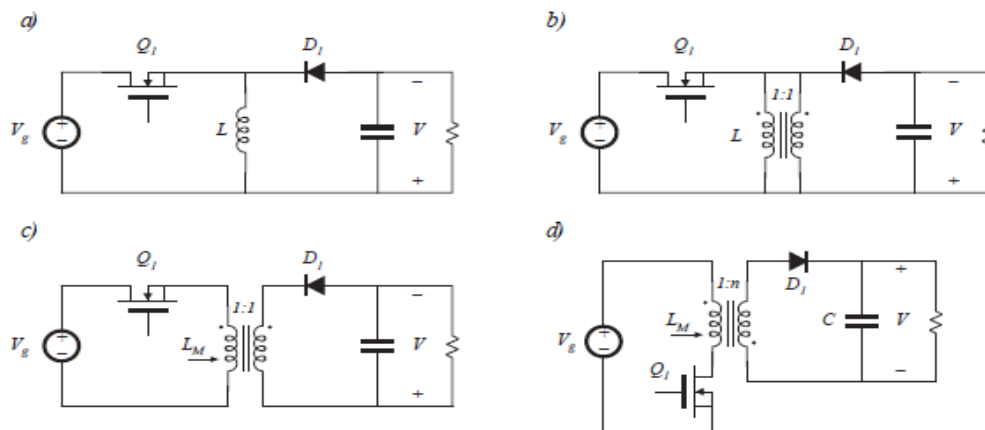 a)
Q1
D1
Vg
+
−
L
−
V
+
b)
Q1
D1
1:1
Vg
+
−
L
−
V
+
c)
Q1
D1
1:1
Vg
+
−
LM
−
V
+
d)
1:n
D1
Vg
+
−
LM
C
+
V
−
Q1